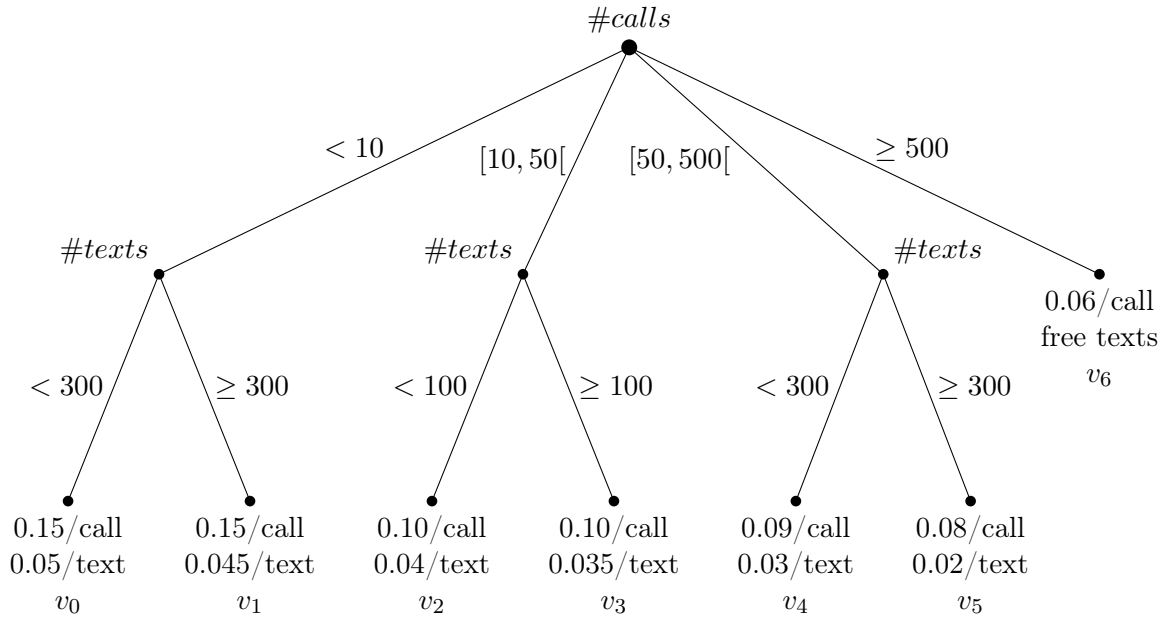 #calls
< 10
[10, 50[
[50, 500[
≥ 500
#texts
#texts
#texts
0.06/call
free texts
v6
< 300
≥ 300
< 100
≥ 100
< 300
≥ 300
0.15/call
0.05/text
v0
0.15/call
0.045/text
v1
0.10/call
0.04/text
v2
0.10/call
0.035/text
v3
0.09/call
0.03/text
v4
0.08/call
0.02/text
v5